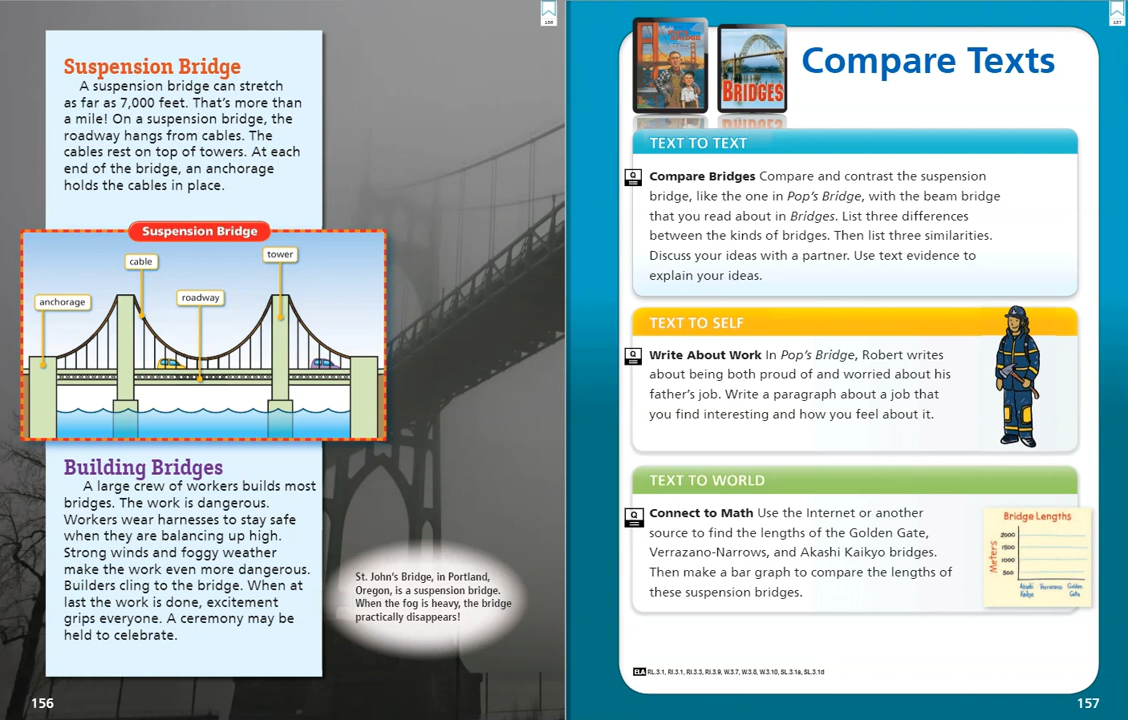 156
Suspension Bridge
A suspension bridge can stretch
as far as 7,000 feet. That's more than
a mile! On a suspension bridge, the
roadway hangs from cables. The
cables rest on top of towers. At each
end of the bridge, an anchorage
holds the cables in place.
Suspension Bridge
tower
cable
roadway
anchorage
Building Bridges
A large crew of workers builds most
bridges. The work is dangerous.
Workers wear harnesses to stay safe
when they are balancing up high.
Strong winds and foggy weather
make the work even more dangerous.
Builders cling to the bridge. When at
last the work is done, excitement
grips everyone. A ceremony may be
held to celebrate.
St. John's Bridge, in Portland,
Oregon, is a suspension bridge.
When the fog is heavy, the bridge
practically disappears!
156
157
BRIDGES
Compare Texts
TEXT TO TEXT
Q
Compare Bridges Compare and contrast the suspension
bridge, like the one in Pop's Bridge, with the beam bridge
that you read about in Bridges. List three differences
between the kinds of bridges. Then list three similarities.
Discuss your ideas with a partner. Use text evidence to
explain your ideas.
TEXT TO SELF
Q
Write About Work In Pop's Bridge, Robert writes
about being both proud of and worried about his
father's job. Write a paragraph about a job that
you find interesting and how you feel about it.
TEXT TO WORLD
Q
Connect to Math Use the Internet or another
source to find the lengths of the Golden Gate,
Verrazano-Narrows, and Akashi Kaikyo bridges.
Then make a bar graph to compare the lengths of
these suspension bridges.
Bridge Lengths
Meters
2000
1500
1000
500
Akashi Verrazano Golden
Kaikyo Gate
ELA RL.3.1, RI.3.1, RI.3.3, RI.3.9, W.3.7, W.3.8, W.3.10, SL.3.1a, SL.3.1d
157